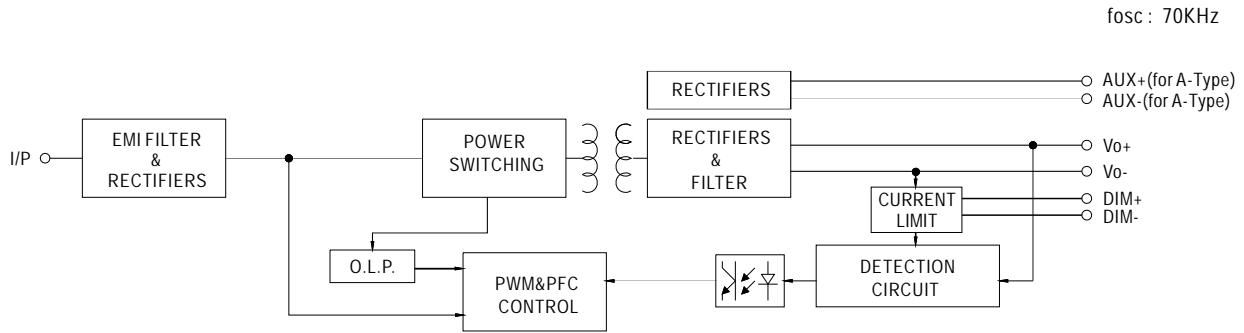 fosc : 70KHz
RECTIFIERS
AUX+(for A-Type)
AUX-(for A-Type)
I/P
EMI FILTER
&
RECTIFIERS
POWER
SWITCHING
RECTIFIERS
&
FILTER
Vo+
Vo-
CURRENT
LIMIT
DIM+
DIM-
O.L.P.
PWM&PFC
CONTROL
DETECTION
CIRCUIT